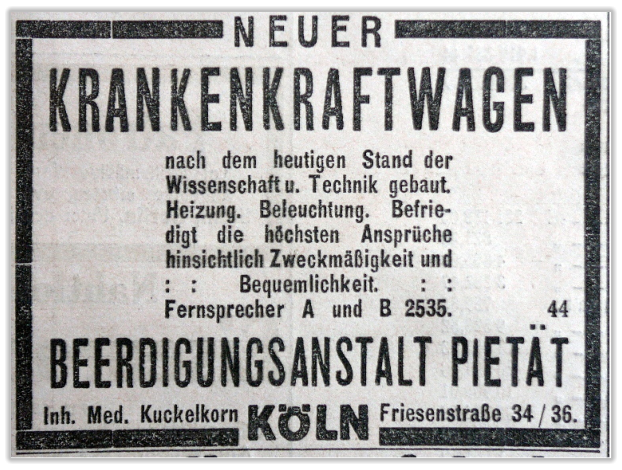 NEUER
KRANKENKRAFTWAGEN
nach dem heutigen Stand der
Wissenschaft u. Technik gebaut.
Heizung. Beleuchtung. Befrie-
digt die höchsten Ansprüche
hinsichtlich Zweckmäßigkeit und
: : Bequemlichkeit. : :
Fernsprecher A und B 2535. 44
BEERDIGUNGSANSTALT PIETÄT
Inh. Med. Kuckelkorn KÖLN Friesenstraße 34/36.